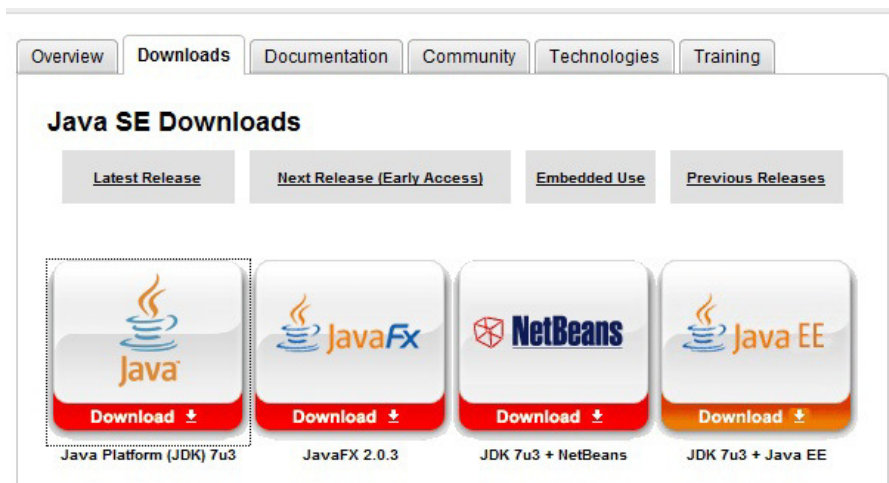 Overview Downloads Documentation Community Technologies Training
Java SE Downloads
Latest Release Next Release (Early Access) Embedded Use Previous Releases
Java™ JavaFX NetBeans Java EE
Download Download Download Download
Java Platform (JDK) 7u3 JavaFX 2.0.3 JDK 7u3 + NetBeans JDK 7u3 + Java EE